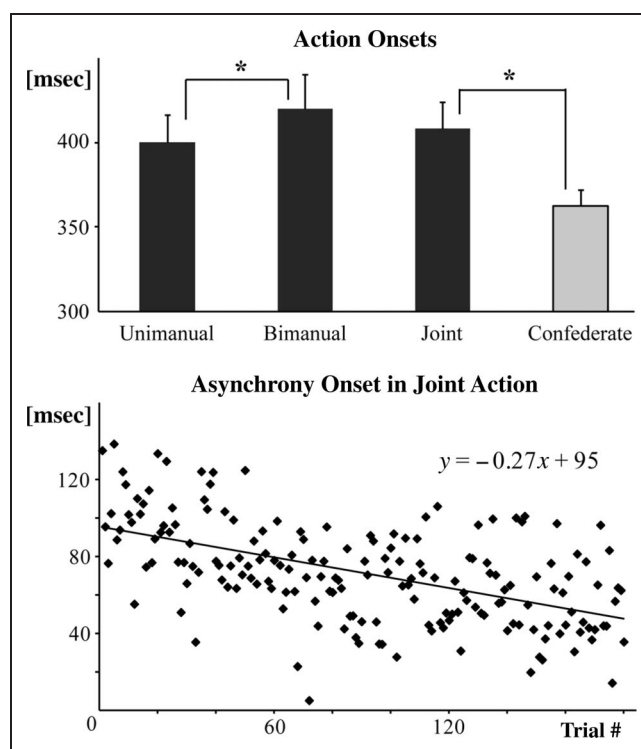 Action Onsets
[msec]
*
*
400
350
300
Unimanual Bimanual Joint Confederate
Asynchrony Onset in Joint Action
[msec]
y = −0.27x + 95
120
80
40
0 60 120 Trial #